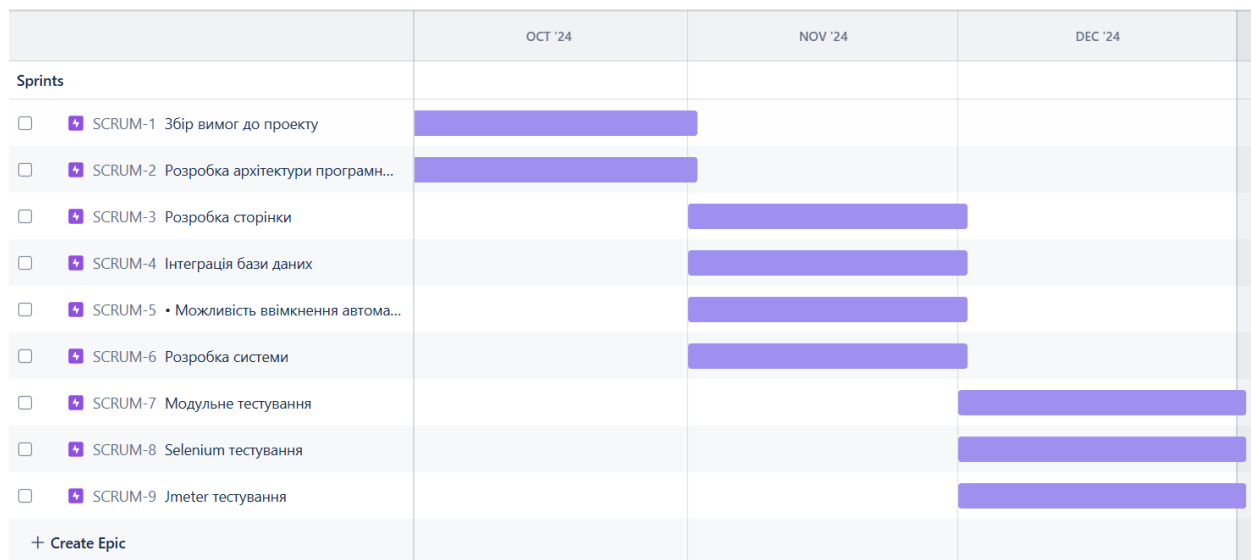 OCT '24 NOV '24 DEC '24
Sprints
SCRUM-1 Збір вимог до проекту
SCRUM-2 Розробка архітектури програмн...
SCRUM-3 Розробка сторінки
SCRUM-4 Інтеграція бази даних
SCRUM-5 • Можливість ввімкнення автома...
SCRUM-6 Розробка системи
SCRUM-7 Модульне тестування
SCRUM-8 Selenium тестування
SCRUM-9 Jmeter тестування
+ Create Epic